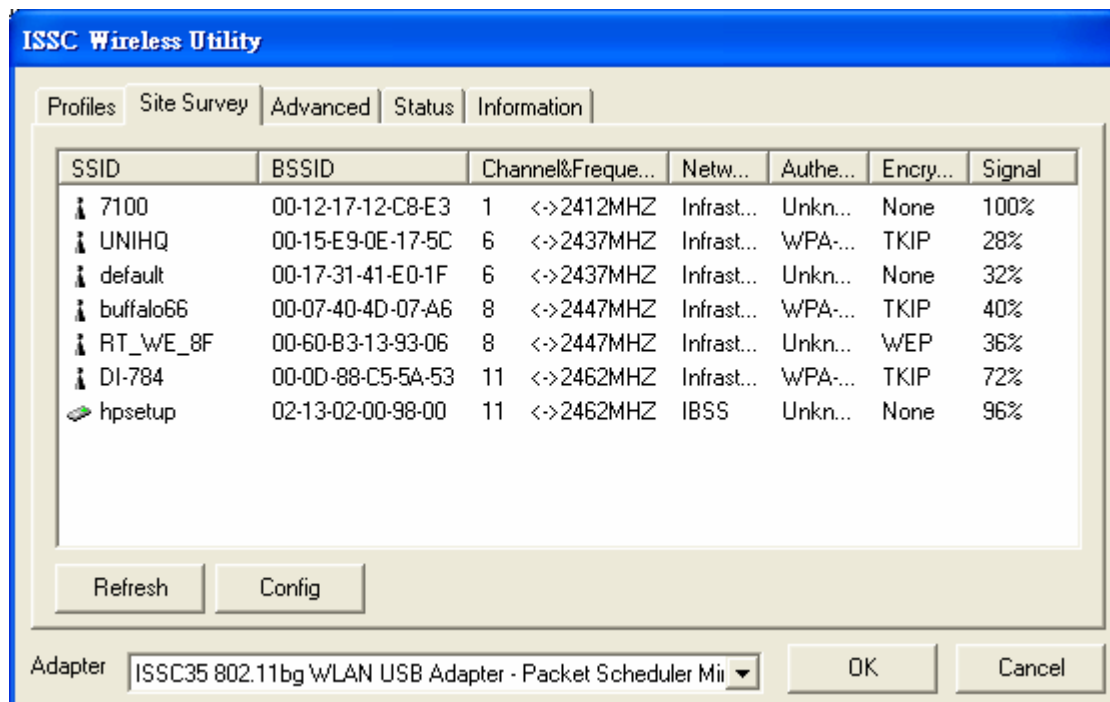 ISSC Wireless Utility
Profiles Site Survey Advanced Status Information
SSID BSSID Channel&Freque... Netw... Authe... Encry... Signal
7100 00-12-17-12-C8-E3 1 <->2412MHZ Infrast... Unkn... None 100%
UNIHQ 00-15-E9-0E-17-5C 6 <->2437MHZ Infrast... WPA-... TKIP 28%
default 00-17-31-41-E0-1F 6 <->2437MHZ Infrast... Unkn... None 32%
buffalo66 00-07-40-4D-07-A6 8 <->2447MHZ Infrast... WPA-... TKIP 40%
RT_WE_8F 00-60-B3-13-93-06 8 <->2447MHZ Infrast... Unkn... WEP 36%
DI-784 00-0D-88-C5-5A-53 11 <->2462MHZ Infrast... WPA-... TKIP 72%
hpsetup 02-13-02-00-98-00 11 <->2462MHZ IBSS Unkn... None 96%
Refresh Config
Adapter ISSC35 802.11bg WLAN USB Adapter - Packet Scheduler Mii OK Cancel